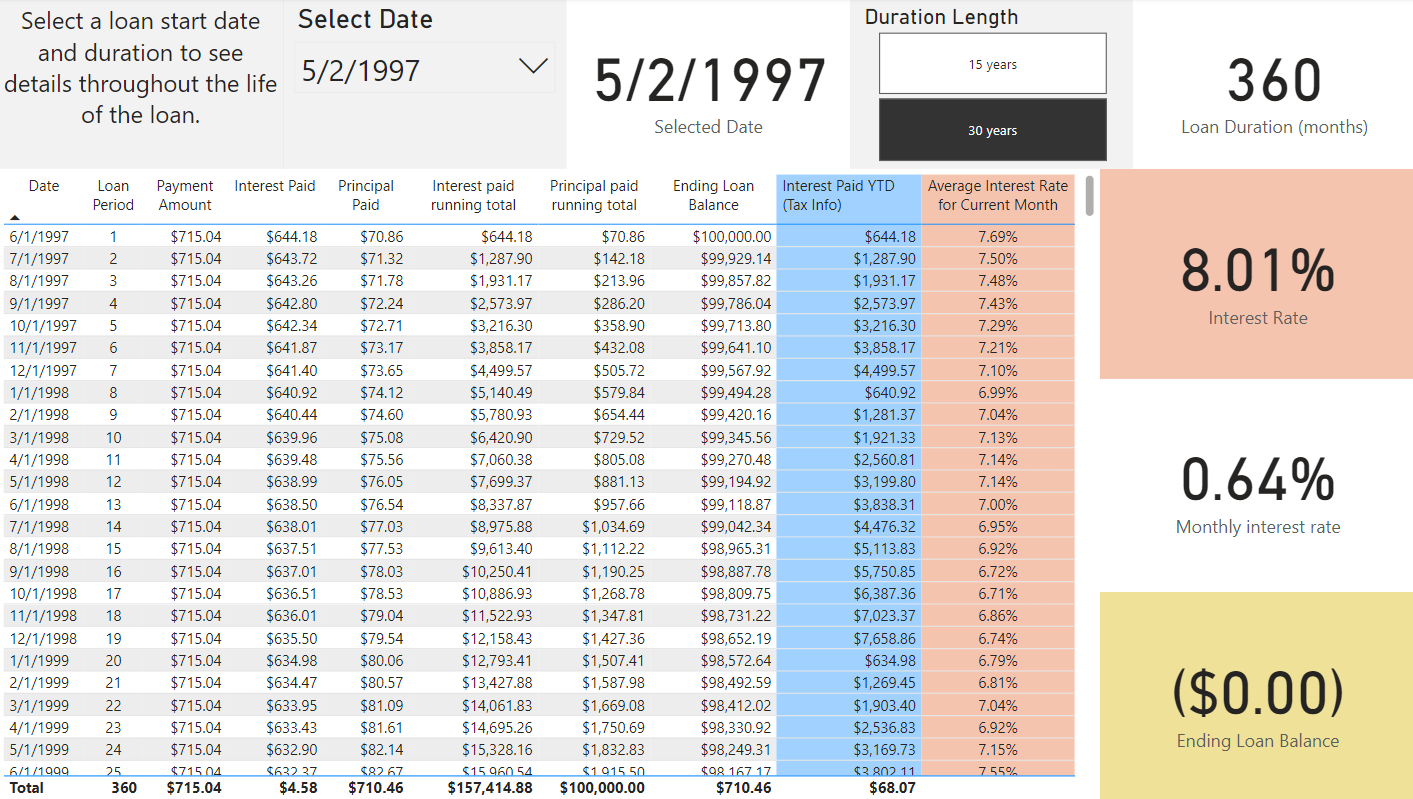 Select a loan start date
and duration to see
details throughout the life
of the loan.
Select Date
5/2/1997
5/2/1997
Selected Date
Duration Length
15 years
30 years
360
Loan Duration (months)
Date Loan Period Payment Amount Interest Paid Principal Paid Interest paid running total Principal paid running total Ending Loan Balance Interest Paid YTD (Tax Info) Average Interest Rate for Current Month
6/1/1997 1 $715.04 $644.18 $70.86 $644.18 $70.86 $100,000.00 $644.18 7.69%
7/1/1997 2 $715.04 $643.72 $71.32 $1,287.90 $142.18 $99,929.14 $1,287.90 7.50%
8/1/1997 3 $715.04 $643.26 $71.78 $1,931.17 $213.96 $99,857.82 $1,931.17 7.48%
9/1/1997 4 $715.04 $642.80 $72.24 $2,573.97 $286.20 $99,786.04 $2,573.97 7.43%
10/1/1997 5 $715.04 $642.34 $72.71 $3,216.30 $358.90 $99,713.80 $3,216.30 7.29%
11/1/1997 6 $715.04 $641.87 $73.17 $3,858.17 $432.08 $99,641.10 $3,858.17 7.21%
12/1/1997 7 $715.04 $641.40 $73.65 $4,499.57 $505.72 $99,567.92 $4,499.57 7.10%
1/1/1998 8 $715.04 $640.92 $74.12 $5,140.49 $579.84 $99,494.28 $640.92 6.99%
2/1/1998 9 $715.04 $640.44 $74.60 $5,780.93 $654.44 $99,420.16 $1,281.37 7.04%
3/1/1998 10 $715.04 $639.96 $75.08 $6,420.90 $729.52 $99,345.56 $1,921.33 7.13%
4/1/1998 11 $715.04 $639.48 $75.56 $7,060.38 $805.08 $99,270.48 $2,560.81 7.14%
5/1/1998 12 $715.04 $638.99 $76.05 $7,699.37 $881.13 $99,194.92 $3,199.80 7.14%
6/1/1998 13 $715.04 $638.50 $76.54 $8,337.87 $957.66 $99,118.87 $3,838.31 7.00%
7/1/1998 14 $715.04 $638.01 $77.03 $8,975.88 $1,034.69 $99,042.34 $4,476.32 6.95%
8/1/1998 15 $715.04 $637.51 $77.53 $9,613.40 $1,112.22 $98,965.31 $5,113.83 6.92%
9/1/1998 16 $715.04 $637.01 $78.03 $10,250.41 $1,190.25 $98,887.78 $5,750.85 6.72%
10/1/1998 17 $715.04 $636.51 $78.53 $10,886.93 $1,268.78 $98,809.75 $6,387.36 6.71%
11/1/1998 18 $715.04 $636.01 $79.04 $11,522.93 $1,347.81 $98,731.22 $7,023.37 6.86%
12/1/1998 19 $715.04 $635.50 $79.54 $12,158.43 $1,427.36 $98,652.19 $7,658.86 6.74%
1/1/1999 20 $715.04 $634.98 $80.06 $12,793.41 $1,507.41 $98,572.64 $634.98 6.79%
2/1/1999 21 $715.04 $634.47 $80.57 $13,427.88 $1,587.98 $98,492.59 $1,269.45 6.81%
3/1/1999 22 $715.04 $633.95 $81.09 $14,061.83 $1,669.08 $98,412.02 $1,903.40 7.04%
4/1/1999 23 $715.04 $633.43 $81.61 $14,695.26 $1,750.69 $98,330.92 $2,536.83 6.92%
5/1/1999 24 $715.04 $632.90 $82.14 $15,328.16 $1,832.83 $98,249.31 $3,169.73 7.15%
6/1/1999 25 $715.04 $632.37 $82.67 $15,960.54 $1,915.50 $98,167.17 $3,802.11 7.55%
Total 360 $715.04 $4.58 $710.46 $157,414.88 $100,000.00 $710.46 $68.07
8.01%
Interest Rate
0.64%
Monthly interest rate
($0.00)
Ending Loan Balance